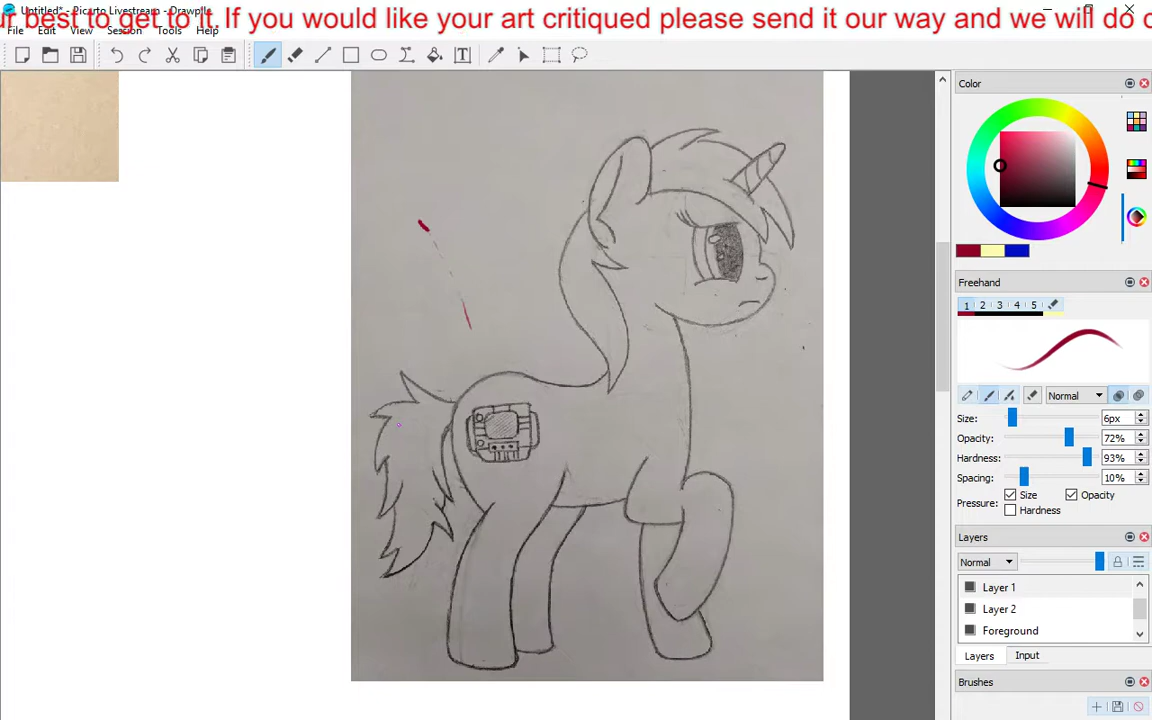 Untitled* - Picarto Livestream - Drawpile
ur best to get to it. If you would like your art critiqued please send it our way and we will do o
File Edit View Session Tools Help
Color
Freehand
1 2 3 4 5
Normal
Size: 6px
Opacity: 72%
Hardness: 93%
Spacing: 10%
Pressure: Size Opacity
Hardness
Layers
Normal
Layer 1
Layer 2
Foreground
Layers Input
Brushes